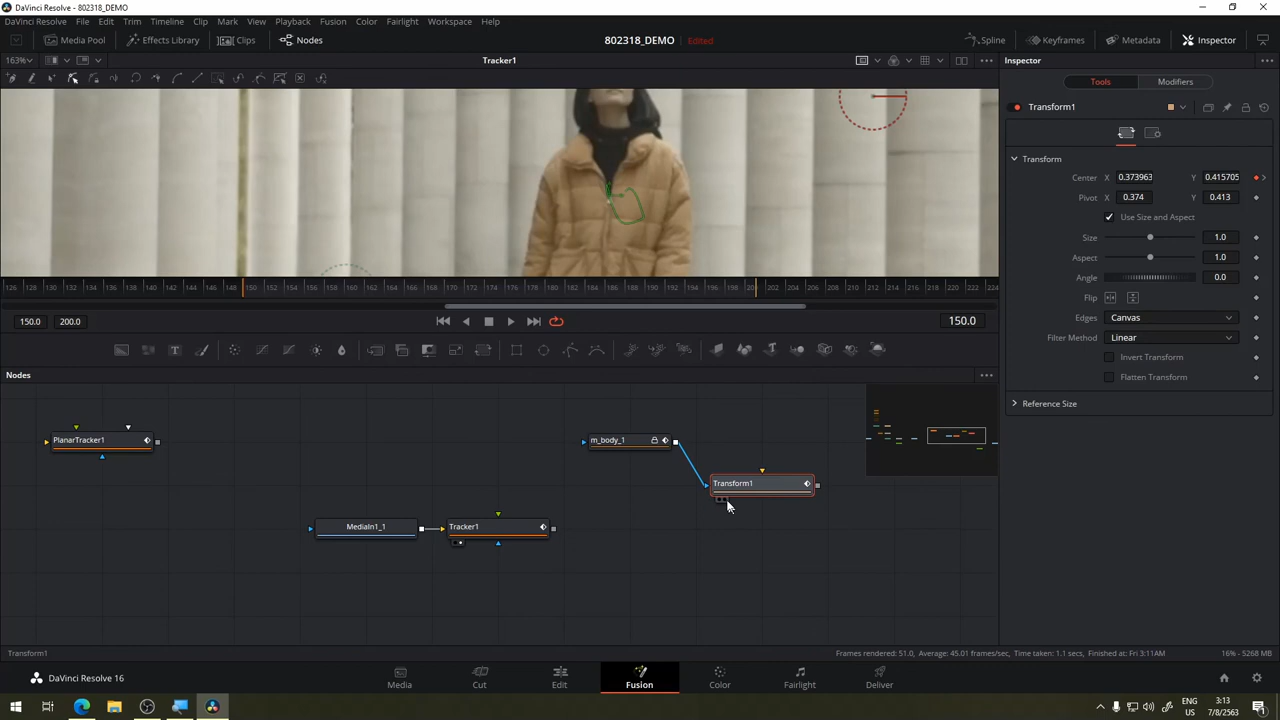 DaVinci Resolve - 802318_DEMO
DaVinci Resolve File Edit Trim Timeline Clip Mark View Playback Fusion Color Fairlight Workspace Help
Media Pool Effects Library Clips Nodes 802318_DEMO Edited Spline Keyframes Metadata Inspector
163% Tracker1 Inspector
Tools Modifiers
Transform1
Transform
Center X 0.373963 Y 0.415705
Pivot X 0.374 Y 0.413
Use Size and Aspect
Size 1.0
Aspect 1.0
Angle 0.0
Flip
Edges Canvas
Filter Method Linear
Invert Transform
Flatten Transform
Reference Size
126 128 130 132 134 136 138 140 142 144 146 148 150 152 154 156 158 160 162 164 166 168 170 172 174 176 178 180 182 184 186 188 190 192 194 196 198 200 202 204 206 208 210 212 214 216 218 220 222 224
150.0 200.0 150.0
Nodes
PlanarTracker1
m_body_1
Transform1
MediaIn1_1
Tracker1
Transform1 Frames rendered: 51.0, Average: 45.01 frames/sec, Time taken: 1.1 secs, Finished at: Fri 3:11AM 16% - 5268 MB
DaVinci Resolve 16
Media Cut Edit Fusion Color Fairlight Deliver
ENG
US
3:13
7/8/2563
1